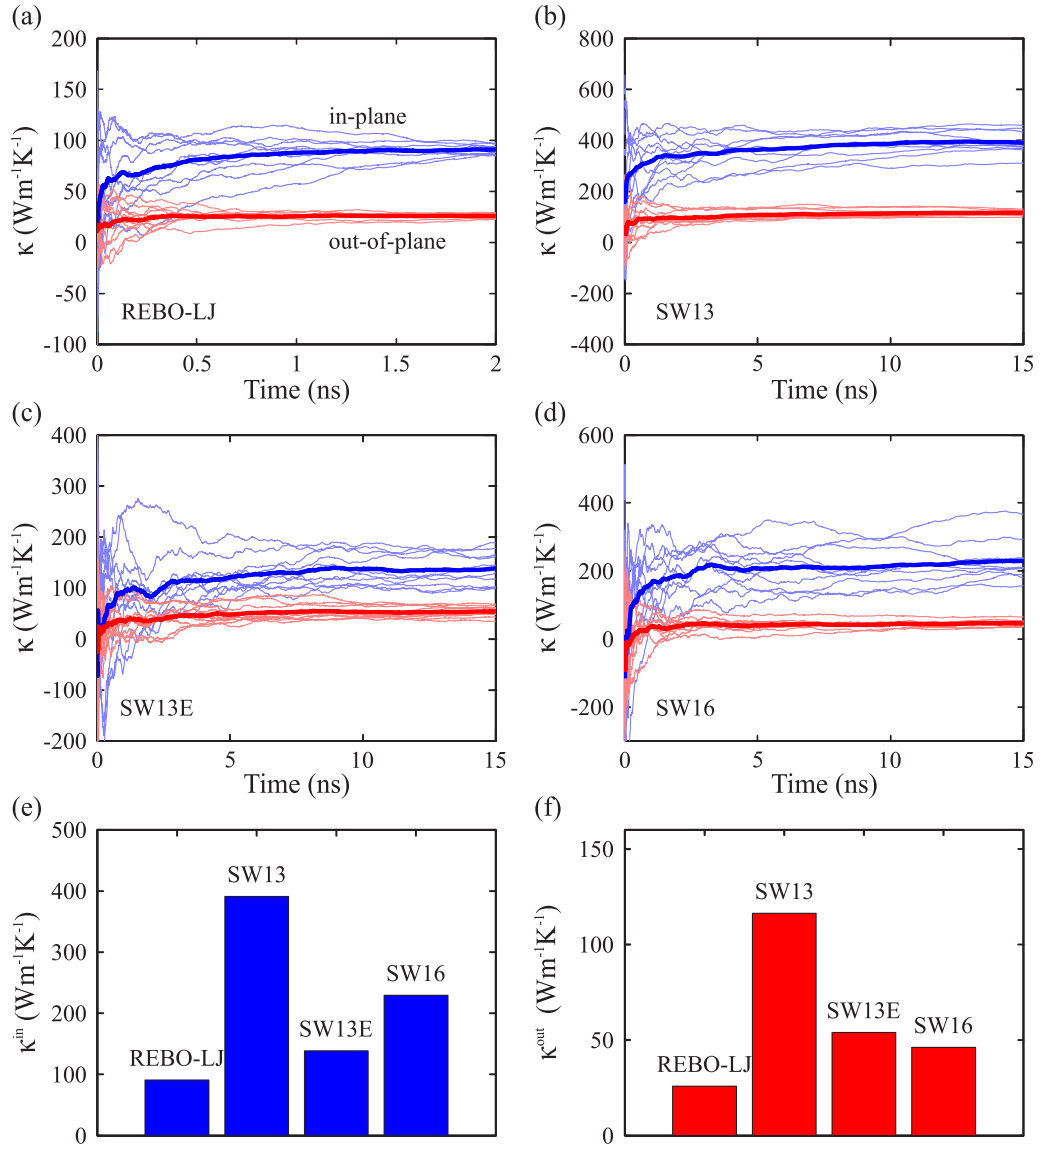 (a)
200
150
100
50
0
-50
-100
κ (Wm⁻¹K⁻¹)
in-plane
out-of-plane
REBO-LJ
0 0.5 1 1.5 2
Time (ns)
(b)
800
600
400
200
0
-200
-400
κ (Wm⁻¹K⁻¹)
SW13
0 5 10 15
Time (ns)
(c)
400
300
200
100
0
-100
-200
κ (Wm⁻¹K⁻¹)
SW13E
0 5 10 15
Time (ns)
(d)
600
400
200
0
-200
κ (Wm⁻¹K⁻¹)
SW16
0 5 10 15
Time (ns)
(e)
500
400
300
200
100
0
κⁱⁿ (Wm⁻¹K⁻¹)
REBO-LJ
SW13
SW13E
SW16
(f)
150
100
50
0
κᵒᵘᵗ (Wm⁻¹K⁻¹)
REBO-LJ
SW13
SW13E
SW16